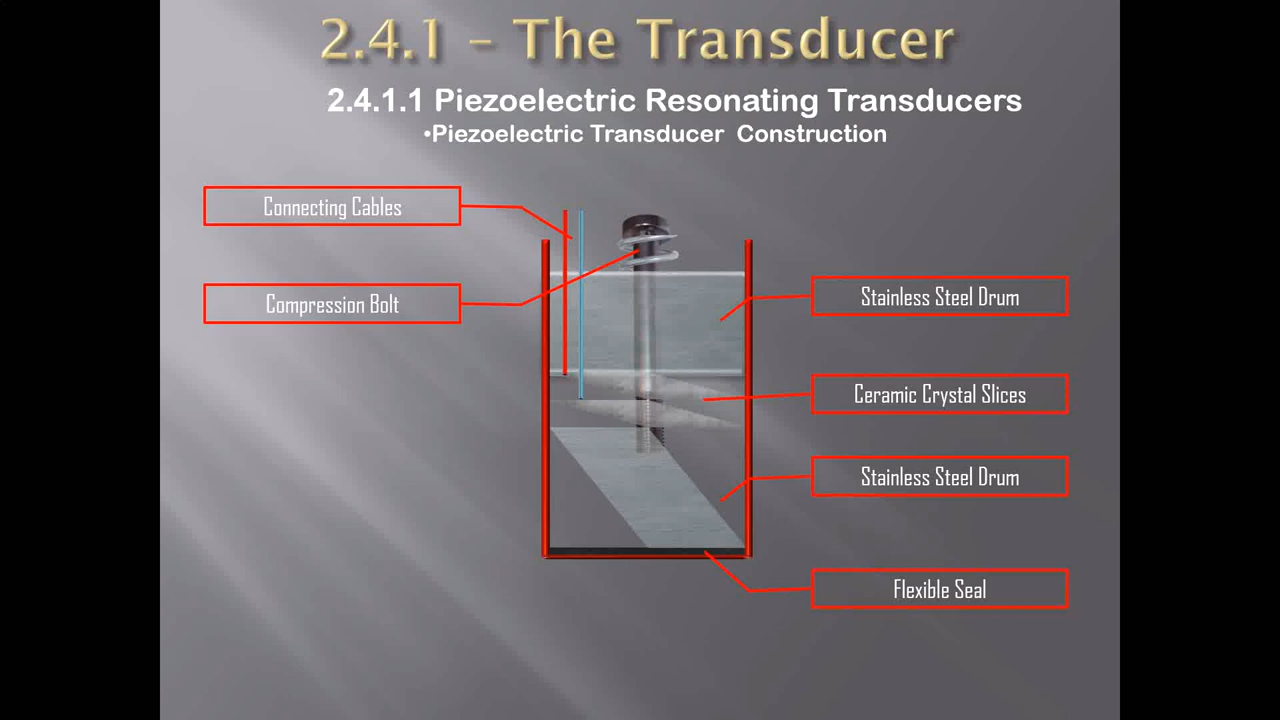 2.4.1 – The Transducer
2.4.1.1 Piezoelectric Resonating Transducers
•Piezoelectric Transducer Construction
Connecting Cables
Compression Bolt
Stainless Steel Drum
Ceramic Crystal Slices
Stainless Steel Drum
Flexible Seal